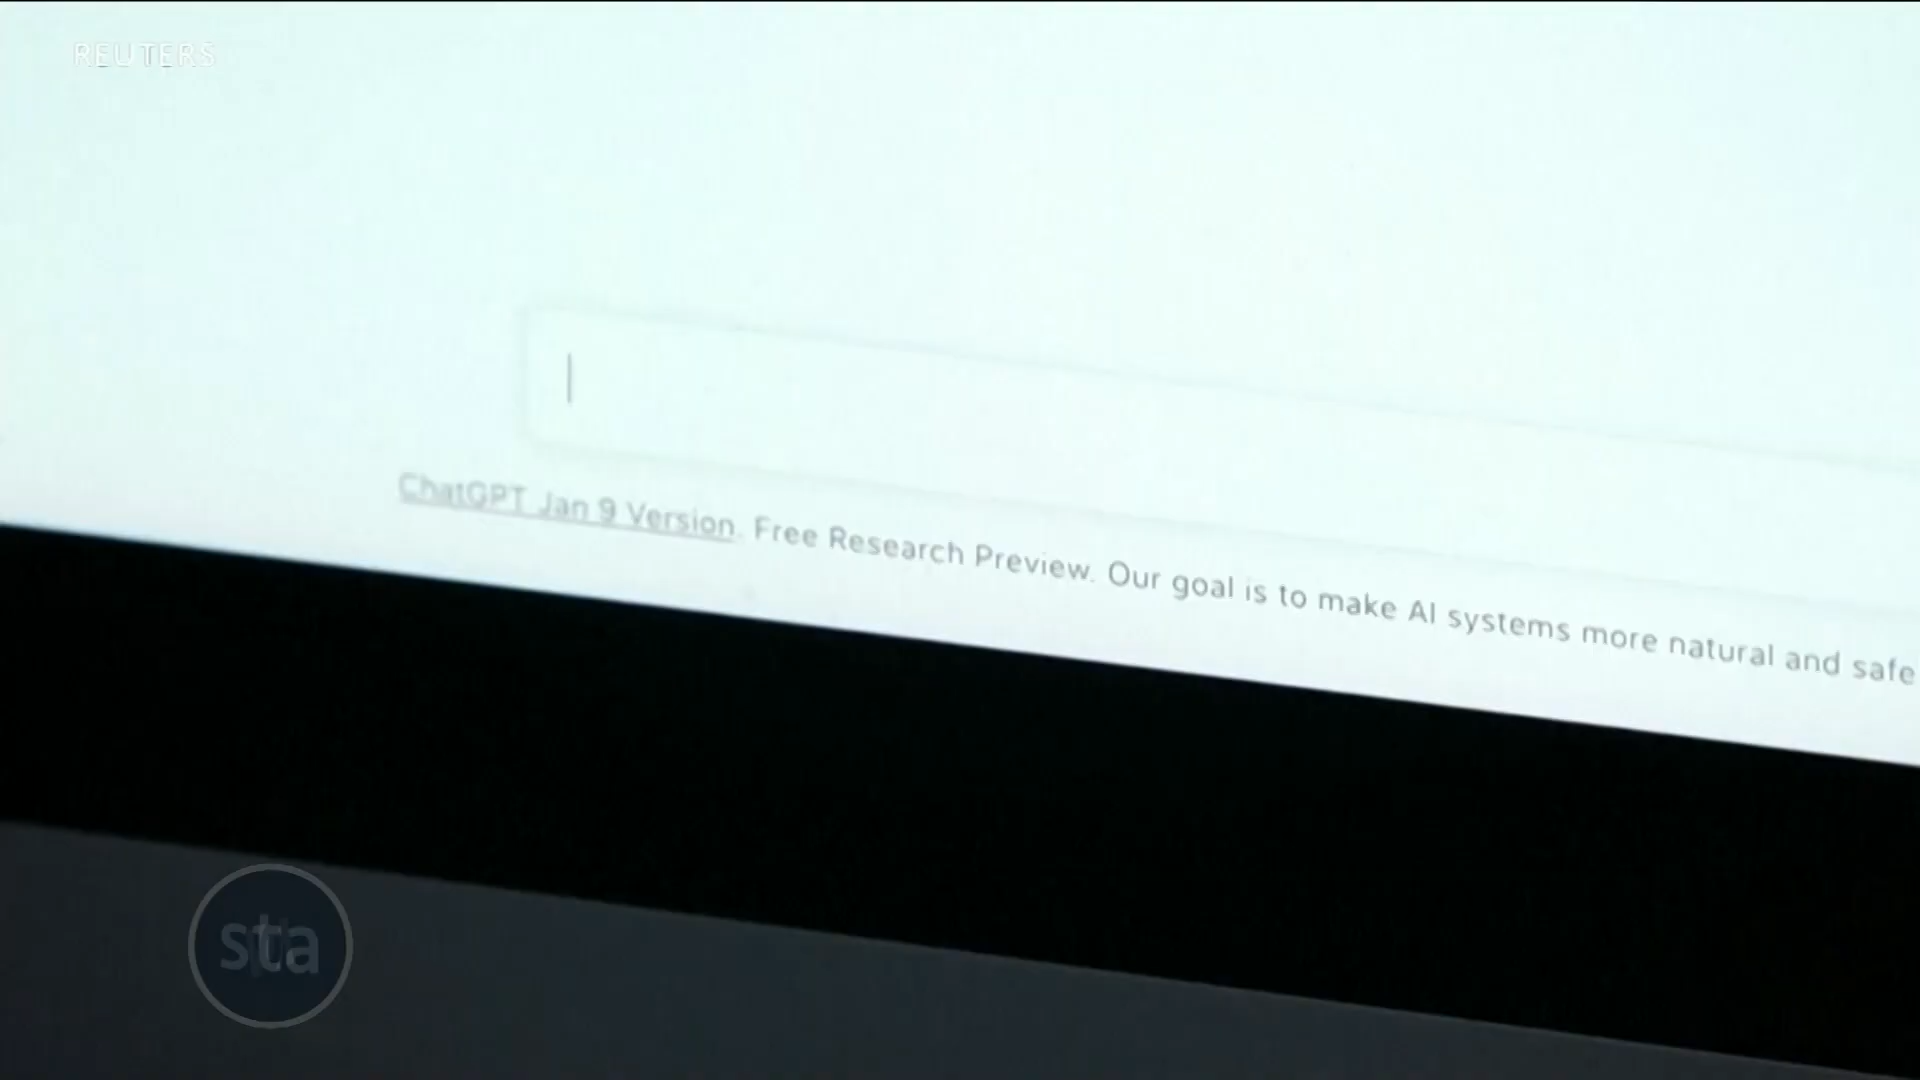 REUTERS
ChatGPT Jan 9 Version. Free Research Preview. Our goal is to make AI systems more natural and safe
sta